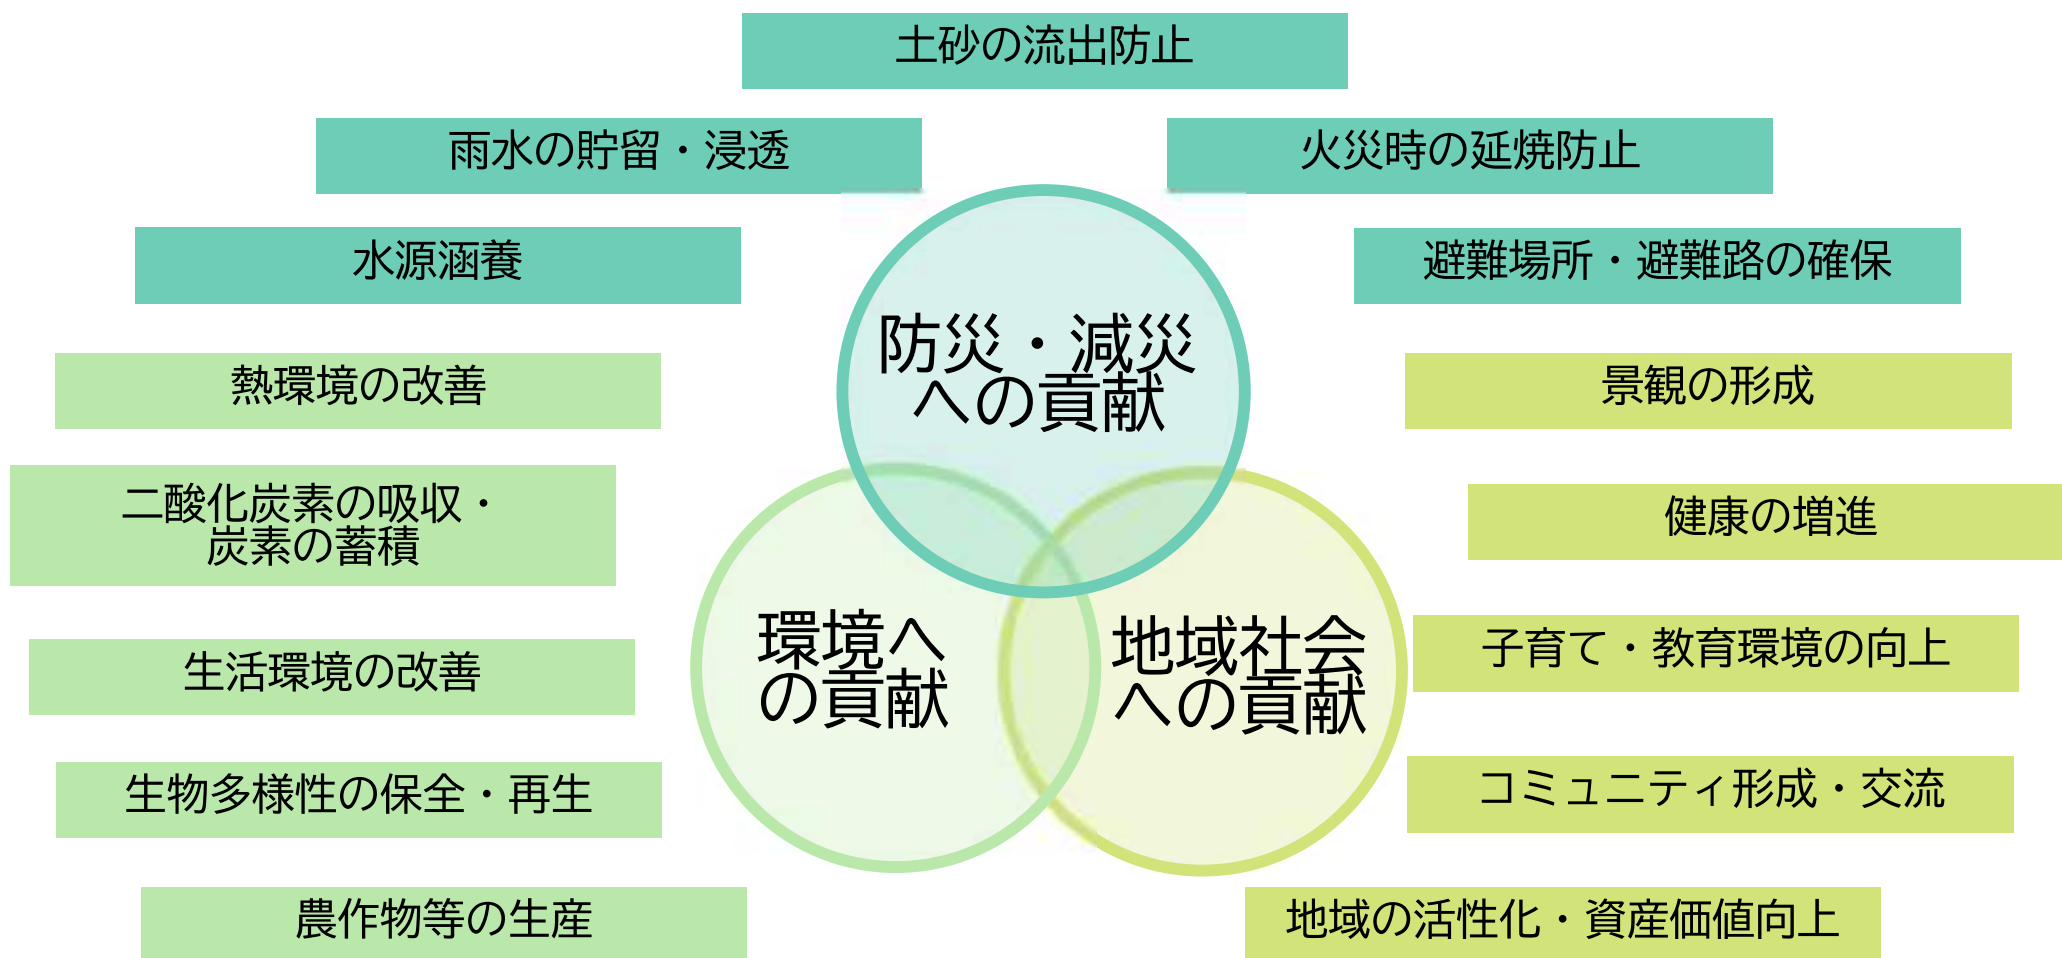 土砂の流出防止
雨水の貯留・浸透
火災時の延焼防止
水源涵養
避難場所・避難路の確保
防災・減災
への貢献
熱環境の改善
景観の形成
二酸化炭素の吸収・
炭素の蓄積
健康の増進
環境へ
の貢献
地域社会
への貢献
生活環境の改善
子育て・教育環境の向上
生物多様性の保全・再生
コミュニティ形成・交流
農作物等の生産
地域の活性化・資産価値向上